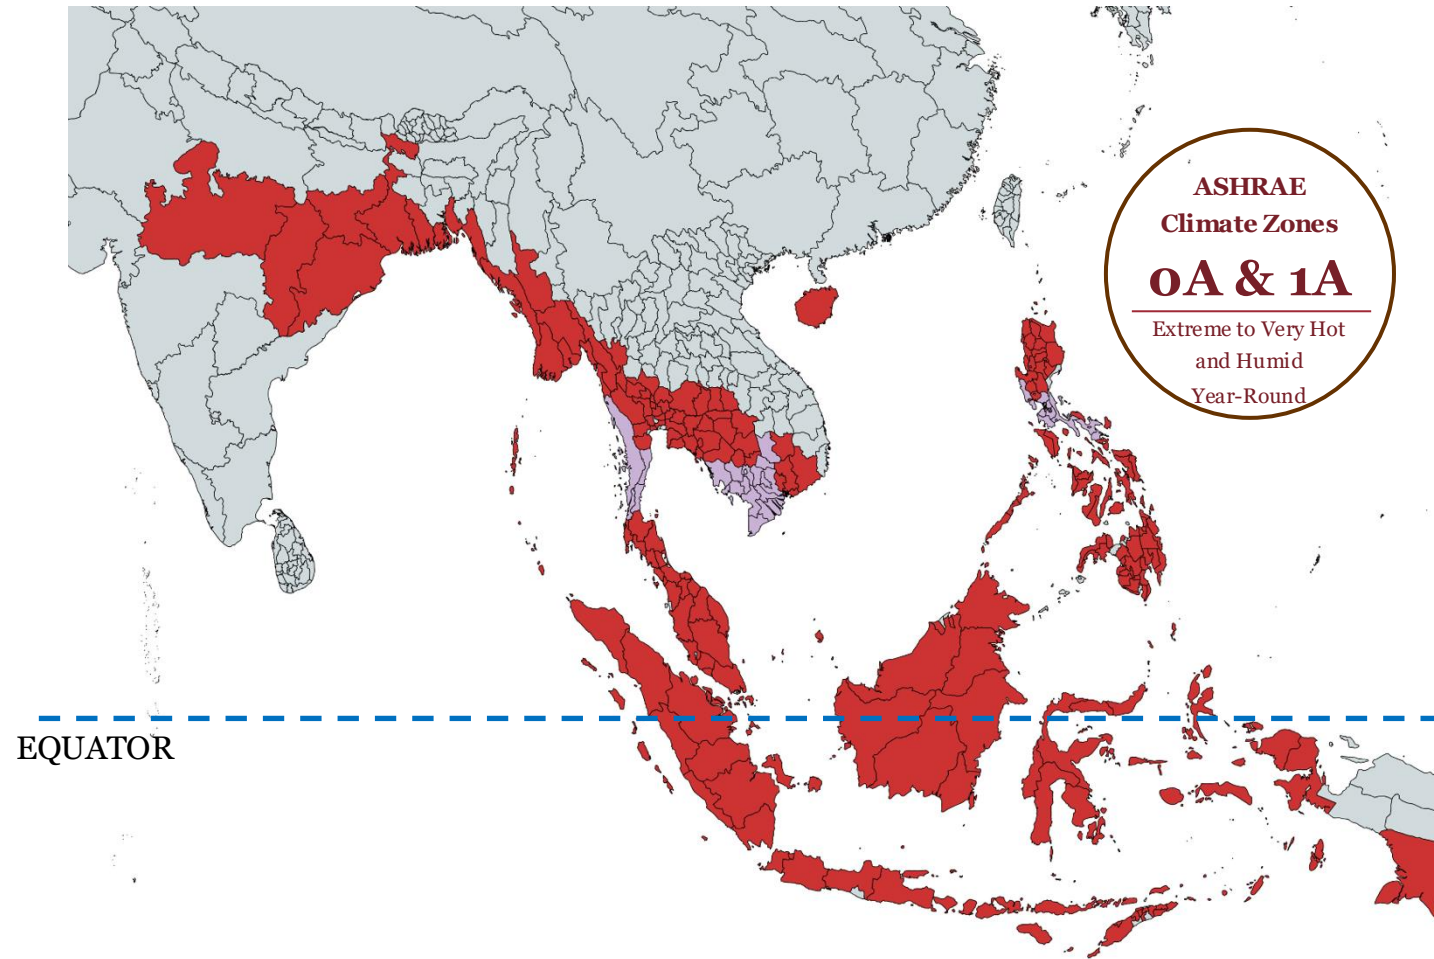 ASHRAE
Climate Zones
0A & 1A
Extreme to Very Hot
and Humid
Year-Round
EQUATOR